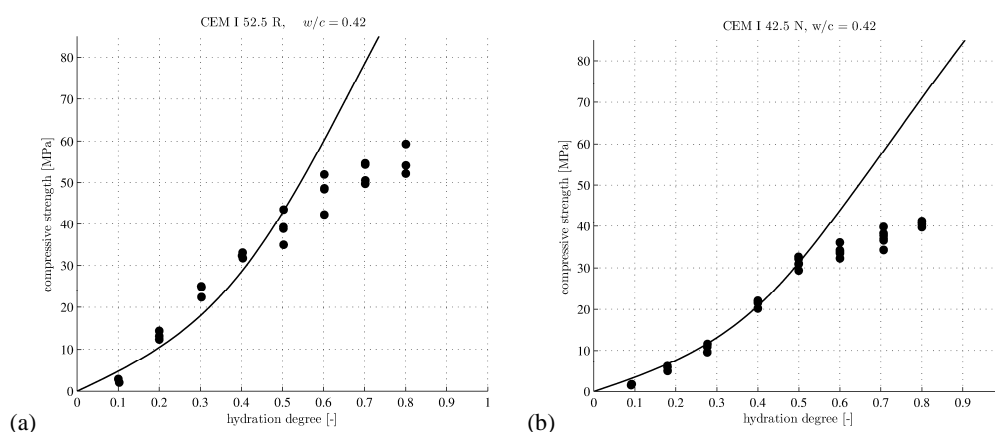 CEM I 52.5 R, w/c = 0.42
compressive strength [MPa]
80
70
60
50
40
30
20
10
0
0 0.1 0.2 0.3 0.4 0.5 0.6 0.7 0.8 0.9 1
hydration degree [-]
(a)
CEM I 42.5 N, w/c = 0.42
compressive strength [MPa]
80
70
60
50
40
30
20
10
0
0 0.1 0.2 0.3 0.4 0.5 0.6 0.7 0.8 0.9
hydration degree [-]
(b)